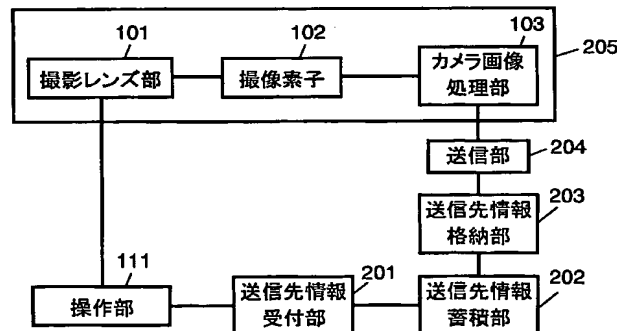 101
102
103
205
撮影レンズ部
撮像素子
カメラ画像
処理部
送信部
204
送信先情報
格納部
203
111
操作部
201
送信先情報
受付部
送信先情報
蓄積部
202